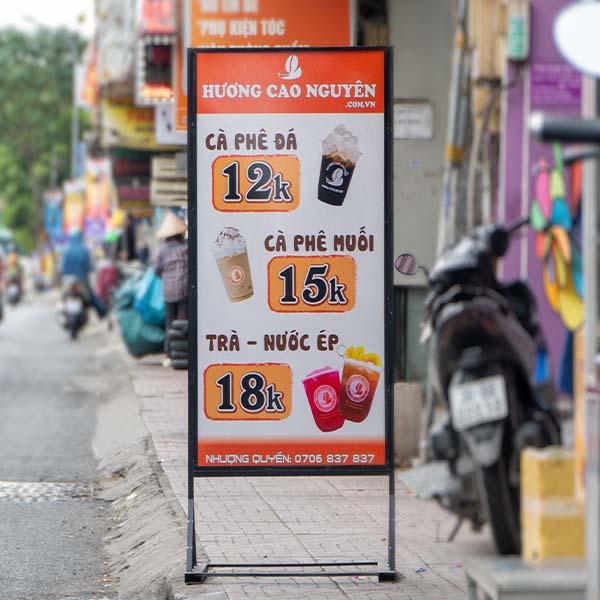 PHỤ KIỆN TÓC
HƯƠNG CAO NGUYÊN
.COM.VN
CÀ PHÊ ĐÁ
12k
CÀ PHÊ MUỐI
15k
TRÀ - NƯỚC ÉP
18k
NHƯỢNG QUYỀN: 0706 837 837